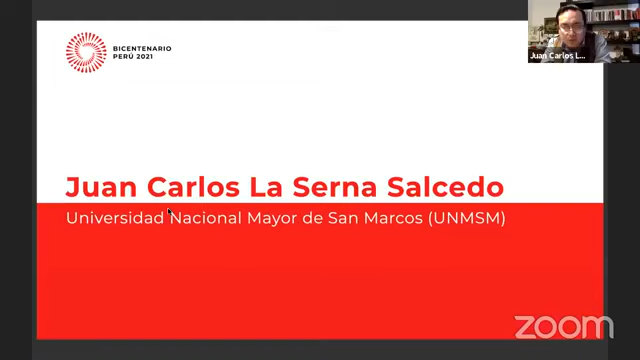 BICENTENARIO
PERÚ 2021
Juan Carlos L...
Juan Carlos La Serna Salcedo
Universidad Nacional Mayor de San Marcos (UNMSM)
zoom